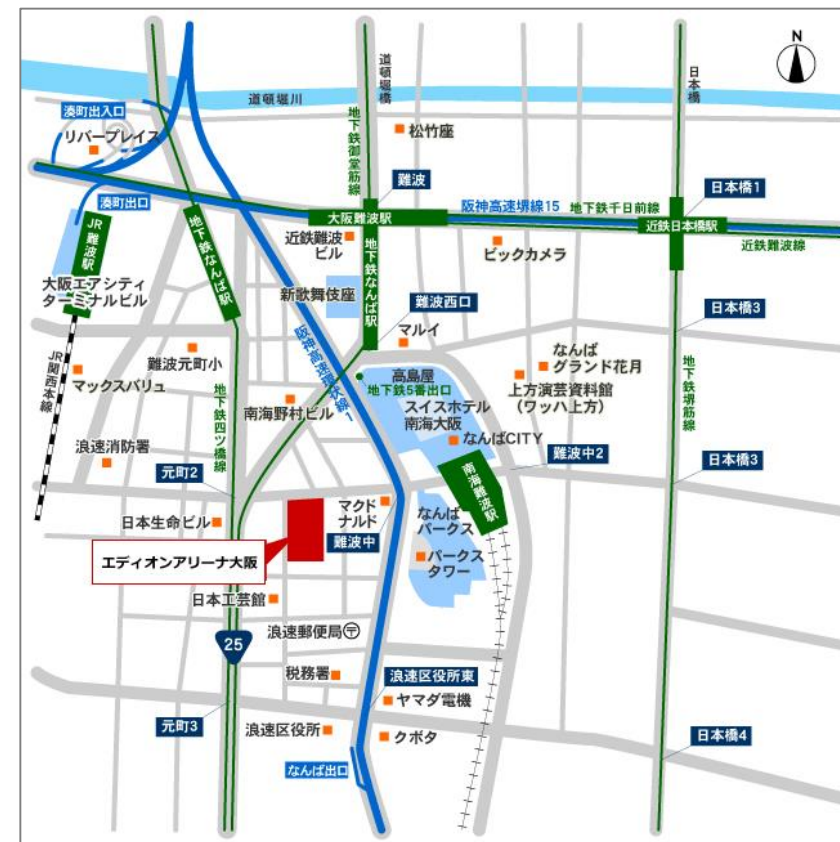 N
道頓堀橋
日本橋
道頓堀川
湊町出入口
リバープレイス
松竹座
地下鉄御堂筋線
難波
日本橋1
湊町出口
大阪難波駅
阪神高速堺線15
地下鉄千日前線
近鉄日本橋駅
近鉄難波線
JR難波駅
地下鉄なんば駅
近鉄難波
ビル
地下鉄なんば駅
ビックカメラ
大阪エアシティ
ターミナルビル
新歌舞伎座
難波西口
日本橋3
阪神高速環状線1
マルイ
難波元町小
なんば
グランド花月
JR関西本線
マックスバリュ
高島屋
地下鉄5番出口
上方演芸資料館
(ワッハ上方)
地下鉄堺筋線
地下鉄四ツ橋線
南海野村ビル
スイスホテル
南海大阪
なんばCITY
浪速消防署
難波中2
日本橋3
元町2
南海難波駅
日本生命ビル
マクド
ナルド
難波中
なんば
パークス
エディオンアリーナ大阪
パークス
タワー
日本工芸館
浪速郵便局〒
25
税務署
浪速区役所東
ヤマダ電機
元町3
浪速区役所
クボタ
日本橋4
なんば出口